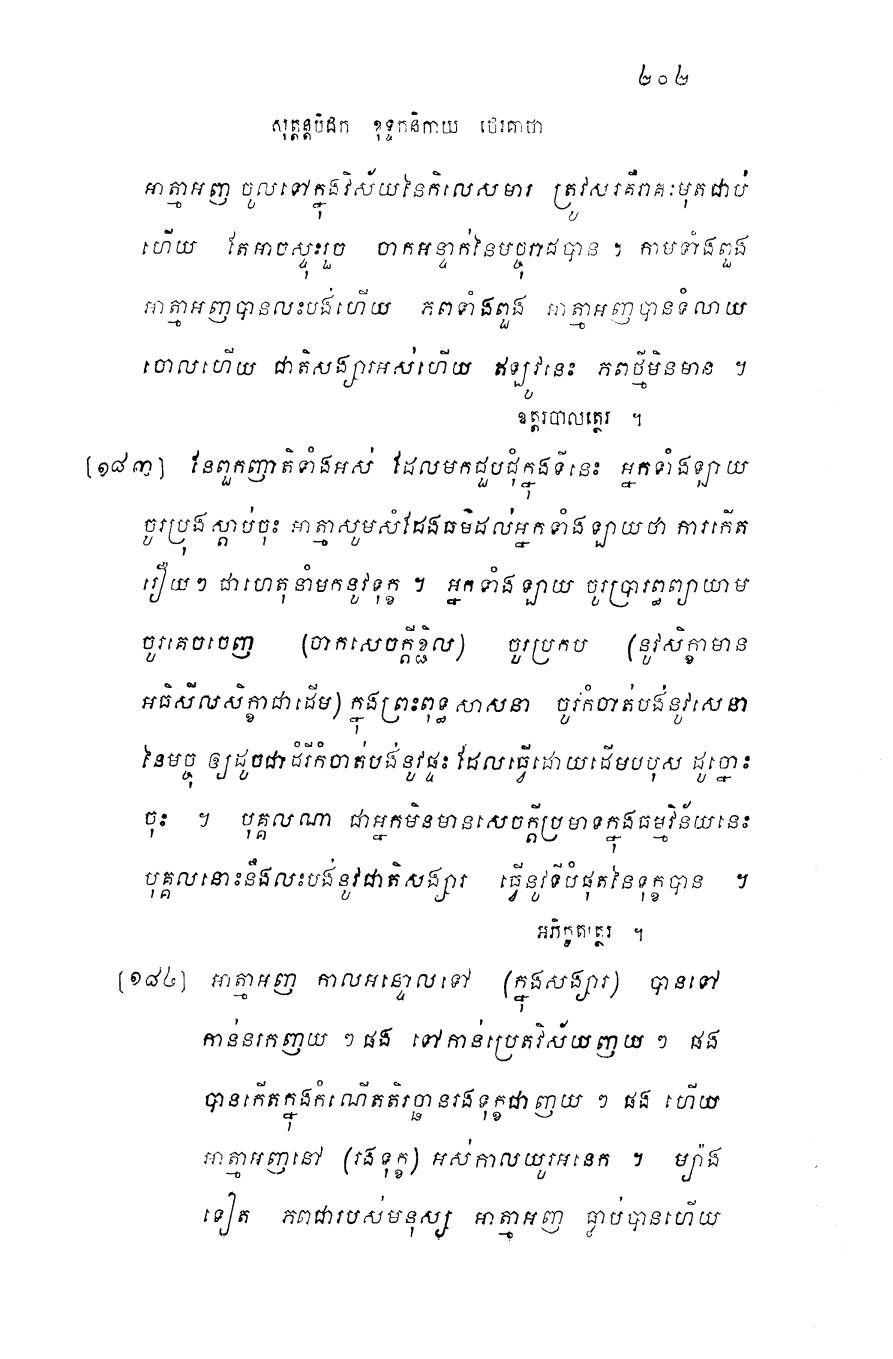 ២០២
សុត្តន្តបិដក ខុទ្ទកនិកាយ ថេរគាថា
អាត្មាអញ ចូលទៅក្នុងវិស័យនៃកិលេសមារ ត្រូវសរគឺរាគៈមុតជាប់
ហើយ តែអាចស្ទុះរួច ចាកអន្ទាក់នៃមច្ចុរាជបាន ។ កាមទាំងពួង
អាត្មាអញបានលះបង់ហើយ ភពទាំងពួង អាត្មាអញបានទំលាយ
ចោលហើយ ជាតិសង្សារអស់ហើយ ឥឡូវនេះ ភពថ្មីមិនមាន ។
ឧត្តរបាលត្ថេរ ។
[១៨៣] នៃពួកញាតិទាំងអស់ ដែលមកជួបជុំក្នុងទីនេះ អ្នកទាំងឡាយ
ចូរប្រុងស្តាប់ចុះ អាត្មាសូមសំដែងធម៌ដល់អ្នកទាំងឡាយថា ការកើត
រឿយៗ ជាហេតុនាំមកនូវទុក្ខ ។ អ្នកទាំងឡាយ ចូរប្រារព្ធព្យាយាម
ចូរគេចចេញ (ចាកសេចក្តីខ្ជិល) ចូរប្រកប (នូវសិក្ខាមាន
អធិសីលសិក្ខាជាដើម) ក្នុងព្រះពុទ្ធសាសនា ចូរកំចាត់បង់នូវសេនា
នៃមច្ចុ ឲ្យដូចជាដំរីកំចាត់បង់នូវផ្ទះ ដែលធ្វើដោយដើមបបុស ដូច្នោះ
ចុះ ។ បុគ្គលណា ជាអ្នកមិនមានសេចក្តីប្រមាទក្នុងធម្មវិន័យនេះ
បុគ្គលនោះនឹងលះបង់នូវជាតិសង្សារ ធ្វើនូវទីបំផុតនៃទុក្ខបាន ។
អភិភូតត្ថេរ ។
[១៨៤] អាត្មាអញ កាលអន្ទោលទៅ (ក្នុងសង្សារ) បានទៅ
កាន់នរកញយ ៗ ផង ទៅកាន់ប្រេតវិស័យញយ ៗ ផង
បានកើតក្នុងកំណើតតិរច្ឆានរងទុក្ខជាញយ ៗ ផង ហើយ
អាត្មាអញនៅ (រងទុក្ខ) អស់កាលយូរអនេក ។ ម្យ៉ាង
ទៀត ភពជារបស់មនុស្ស អាត្មាអញ ធ្លាប់បានហើយ